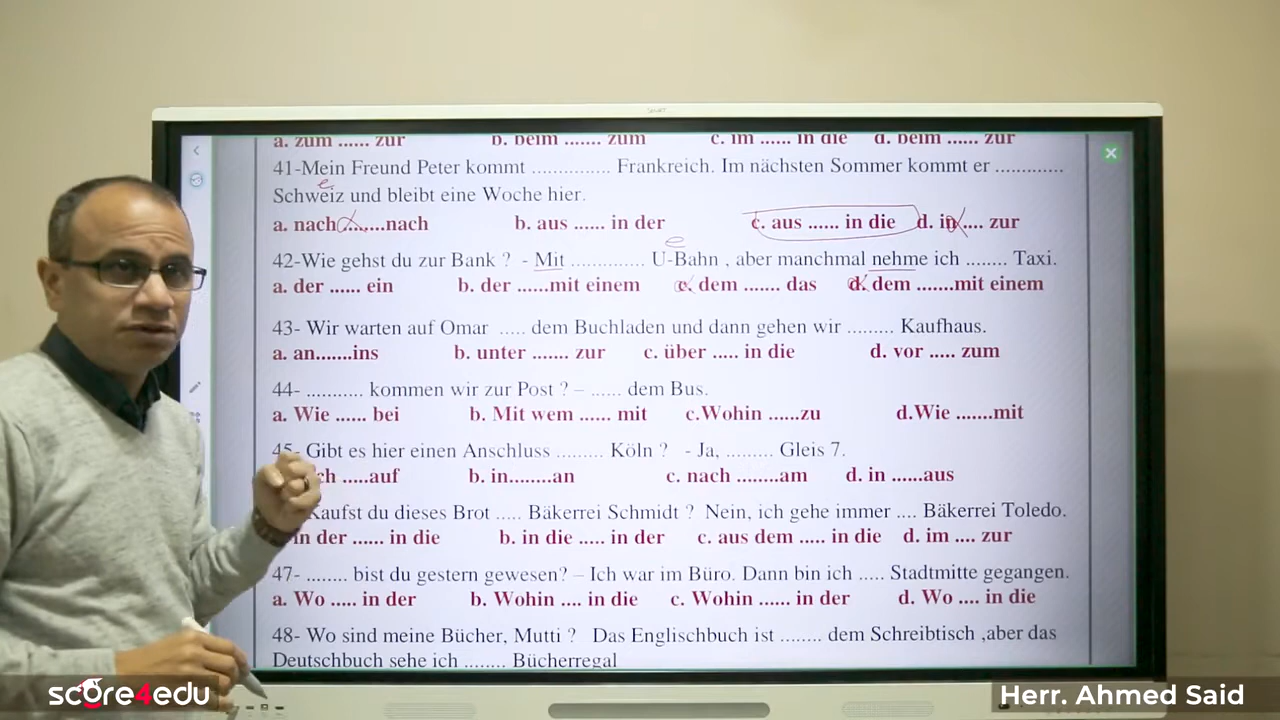 a. zum ...... zur b. beim ....... zum c. im ...... in die d. beim ...... zur
41-Mein Freund Peter kommt .............. Frankreich. Im nächsten Sommer kommt er ............
e
Schweiz und bleibt eine Woche hier.
a. nach.........nach b. aus ...... in der c. aus ...... in die d. in .... zur
e
42-Wie gehst du zur Bank ? - Mit ............. U-Bahn , aber manchmal nehme ich ........ Taxi.
a. der ...... ein b. der ......mit einem c. dem ....... das d. dem .......mit einem
43- Wir warten auf Omar ..... dem Buchladen und dann gehen wir ......... Kaufhaus.
a. an.......ins b. unter ....... zur c. über ..... in die d. vor ..... zum
44- .......... kommen wir zur Post ? – ...... dem Bus.
a. Wie ...... bei b. Mit wem ...... mit c.Wohin ......zu d.Wie .......mit
45- Gibt es hier einen Anschluss ......... Köln ? - Ja, ......... Gleis 7.
ch .....auf b. in........an c. nach ........am d. in ......aus
Kaufst du dieses Brot ..... Bäkerrei Schmidt ? Nein, ich gehe immer .... Bäkerrei Toledo.
in der ...... in die b. in die ..... in der c. aus dem ..... in die d. im .... zur
47- ........ bist du gestern gewesen? – Ich war im Büro. Dann bin ich ..... Stadtmitte gegangen.
a. Wo ..... in der b. Wohin .... in die c. Wohin ...... in der d. Wo .... in die
48- Wo sind meine Bücher, Mutti ? Das Englischbuch ist ........ dem Schreibtisch ,aber das
Deutschbuch sehe ich ........ Bücherregal
score4edu
Herr. Ahmed Said